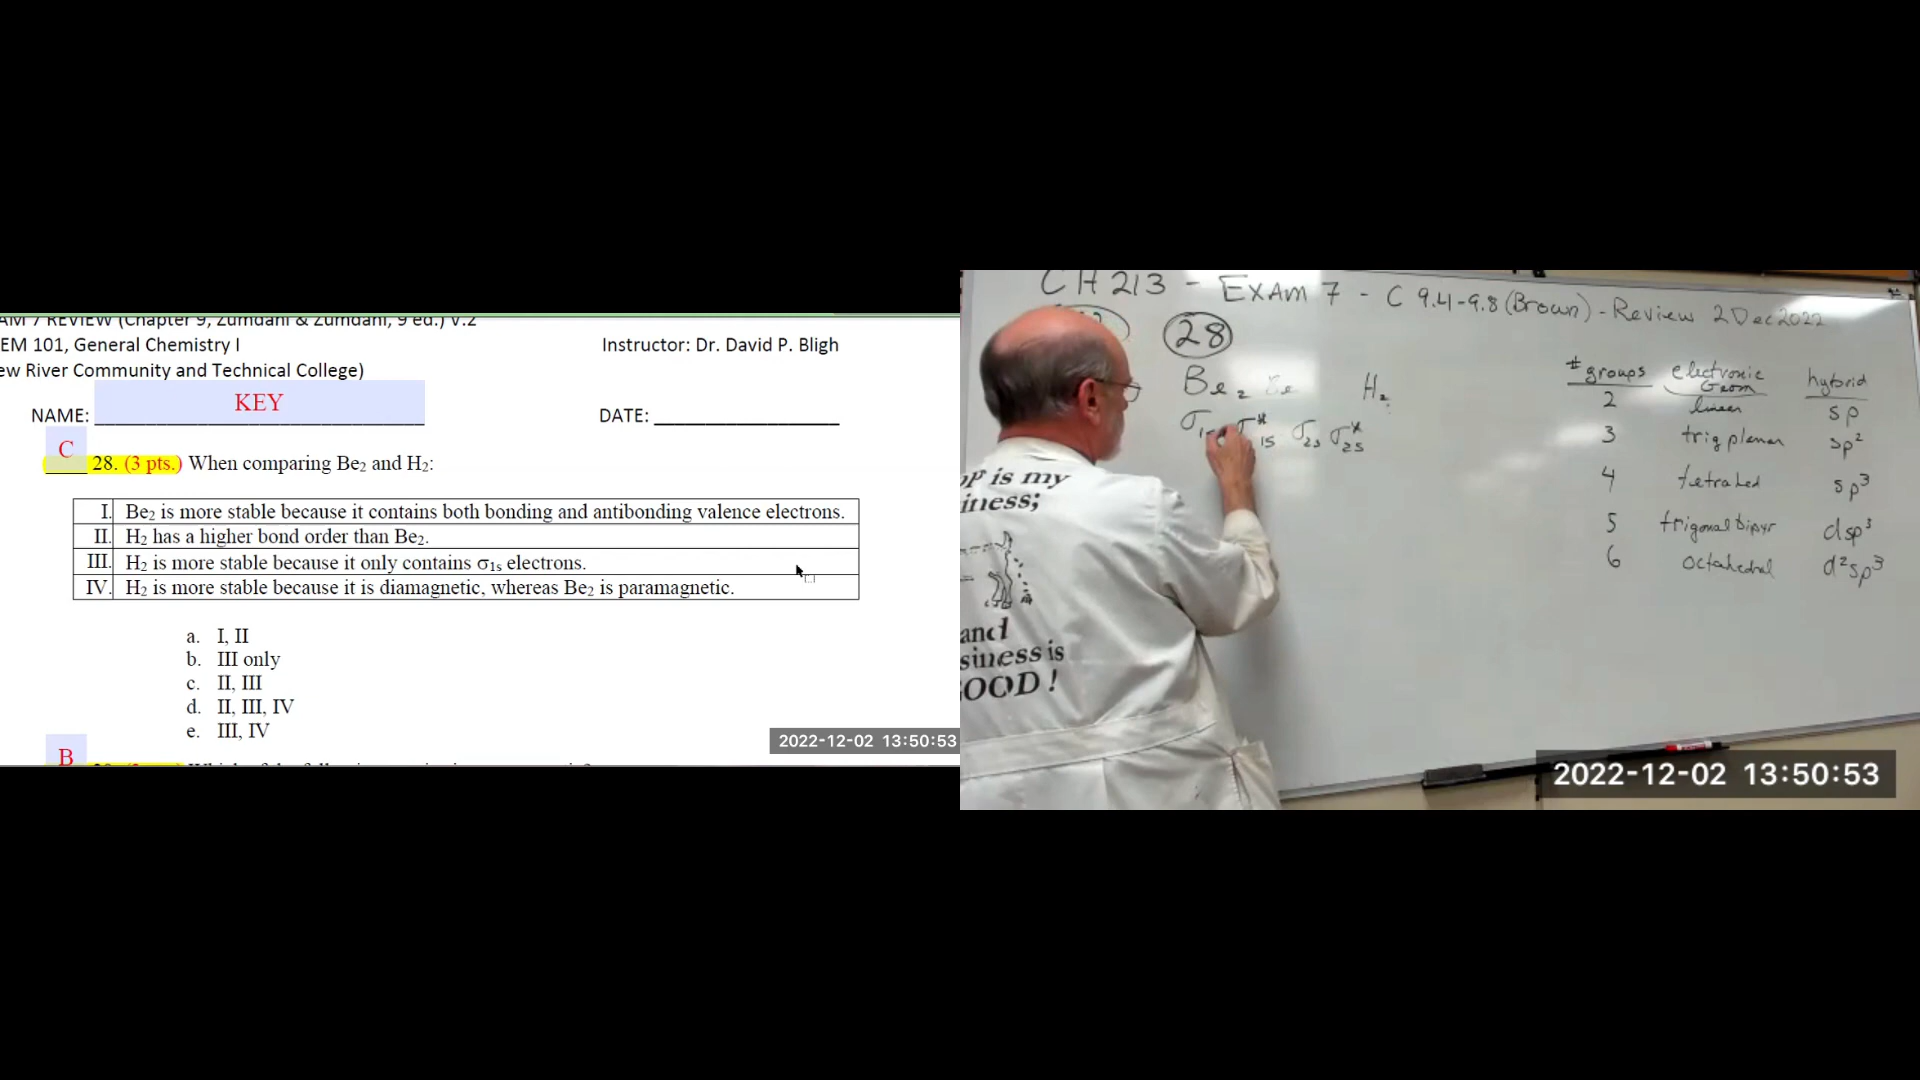 AM 7 REVIEW (Chapter 9, Zumdahl & Zumdahl, 9 ed.) v.2
EM 101, General Chemistry I
Instructor: Dr. David P. Bligh
ew River Community and Technical College)
NAME: KEY
DATE:
C
28. (3 pts.) When comparing Be₂ and H₂:
I. Be₂ is more stable because it contains both bonding and antibonding valence electrons.
II. H₂ has a higher bond order than Be₂.
III. H₂ is more stable because it only contains σ₁s electrons.
IV. H₂ is more stable because it is diamagnetic, whereas Be₂ is paramagnetic.
a. I, II
b. III only
c. II, III
d. II, III, IV
e. III, IV
B
2022-12-02 13:50:53
CH 213 - EXAM 7 - C 9.4-9.8 (Brown) - Review 2 Dec 2022
28
Be₂ Be H₂
σ₁s σ*₁s σ₂s σ*₂s
# groups electronic Geom hybrid
2 linear sp
3 trig planar sp²
4 tetrahed sp³
5 trigonal bipyr dsp³
6 octahedral d²sp³
OP is my
iness;
and
siness is
GOOD!
2022-12-02 13:50:53